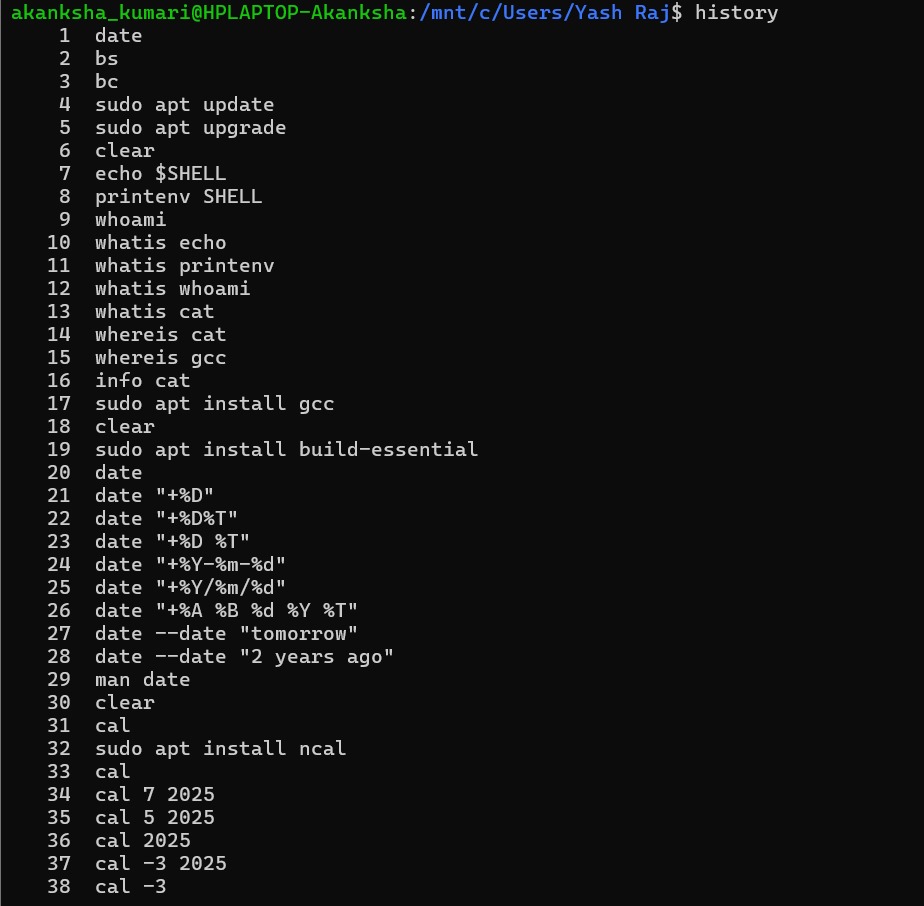 akanksha_kumari@HPLAPTOP-Akanksha:/mnt/c/Users/Yash Raj$ history
1 date
2 bs
3 bc
4 sudo apt update
5 sudo apt upgrade
6 clear
7 echo $SHELL
8 printenv SHELL
9 whoami
10 whatis echo
11 whatis printenv
12 whatis whoami
13 whatis cat
14 whereis cat
15 whereis gcc
16 info cat
17 sudo apt install gcc
18 clear
19 sudo apt install build-essential
20 date
21 date "+%D"
22 date "+%D%T"
23 date "+%D %T"
24 date "+%Y-%m-%d"
25 date "+%Y/%m/%d"
26 date "+%A %B %d %Y %T"
27 date --date "tomorrow"
28 date --date "2 years ago"
29 man date
30 clear
31 cal
32 sudo apt install ncal
33 cal
34 cal 7 2025
35 cal 5 2025
36 cal 2025
37 cal -3 2025
38 cal -3